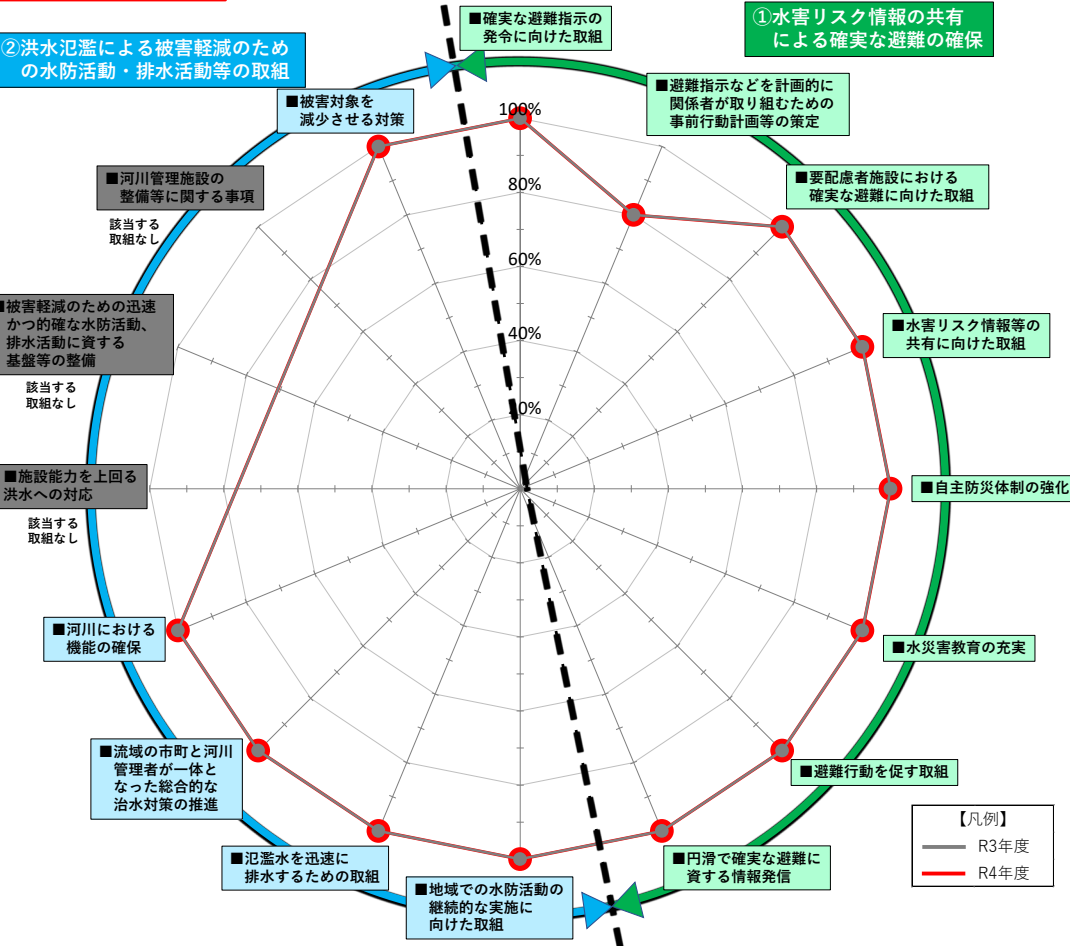 ■確実な避難指示の
発令に向けた取組
①水害リスク情報の共有
による確実な避難の確保
②洪水氾濫による被害軽減のため
の水防活動・排水活動等の取組
■避難指示などを計画的に
関係者が取り組むための
事前行動計画等の策定
■被害対象を
減少させる対策
100%
80%
60%
40%
20%
■要配慮者施設における
確実な避難に向けた取組
■河川管理施設の
整備等に関する事項
該当する
取組なし
■被害軽減のための迅速
かつ的確な水防活動、
排水活動に資する
基盤等の整備
該当する
取組なし
■水害リスク情報等の
共有に向けた取組
■施設能力を上回る
洪水への対応
該当する
取組なし
■自主防災体制の強化
■河川における
機能の確保
■水災害教育の充実
■流域の市町と河川
管理者が一体と
なった総合的な
治水対策の推進
■避難行動を促す取組
■氾濫水を迅速に
排水するための取組
■円滑で確実な避難に
資する情報発信
■地域での水防活動の
継続的な実施に
向けた取組
【凡例】
R3年度
R4年度